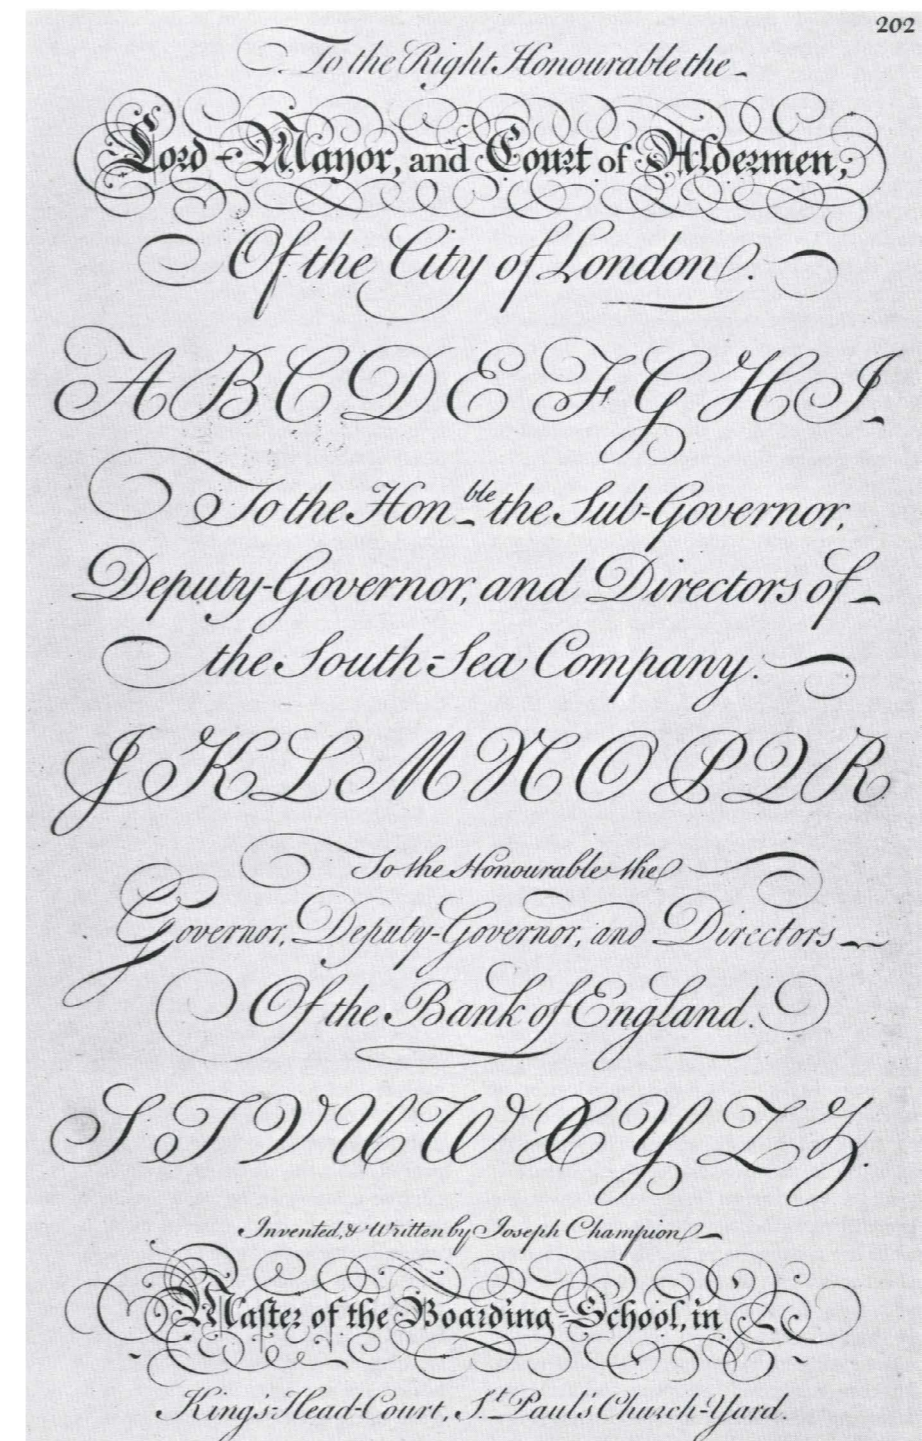 202
To the Right Honourable the
Lord-Mayor, and Court of Aldermen,
Of the City of London.
A B C D E F G H I
To the Hon.ble the Sub-Governor,
Deputy-Governor, and Directors of
the South-Sea Company.
J K L M N O P Q R
To the Honourable the
Governor, Deputy-Governor, and Directors
Of the Bank of England.
S T V U W X Y Z Z.
Invented, & Written by Joseph Champion
Master of the Boarding-School, in
King's-Head-Court, St. Paul's Church-Yard.